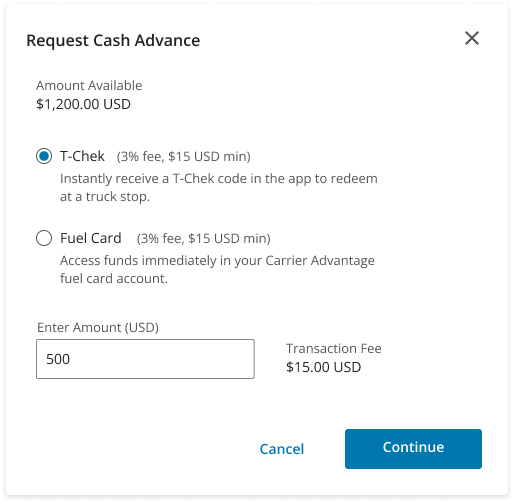 Request Cash Advance
Amount Available
$1,200.00 USD
T-Chek (3% fee, $15 USD min)
Instantly receive a T-Chek code in the app to redeem
at a truck stop.
Fuel Card (3% fee, $15 USD min)
Access funds immediately in your Carrier Advantage
fuel card account.
Enter Amount (USD)
500
Transaction Fee
$15.00 USD
Cancel
Continue